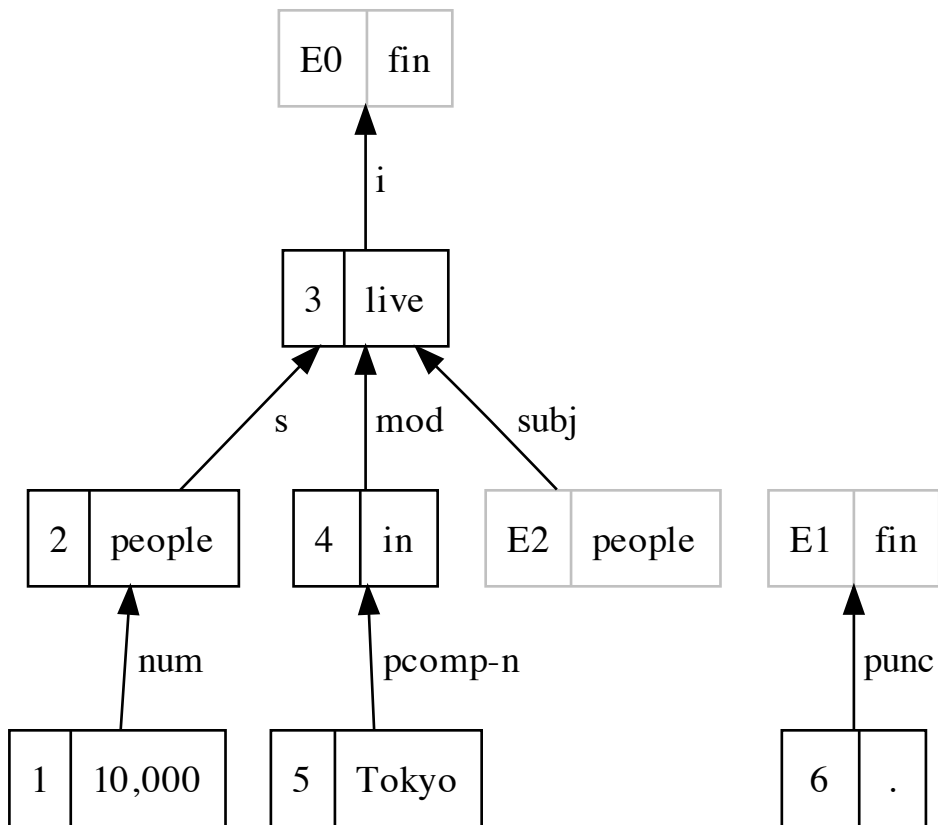 E0 fin
i
3 live
s mod subj
2 people 4 in E2 people E1 fin
num pcomp-n punc
1 10,000 5 Tokyo 6 .